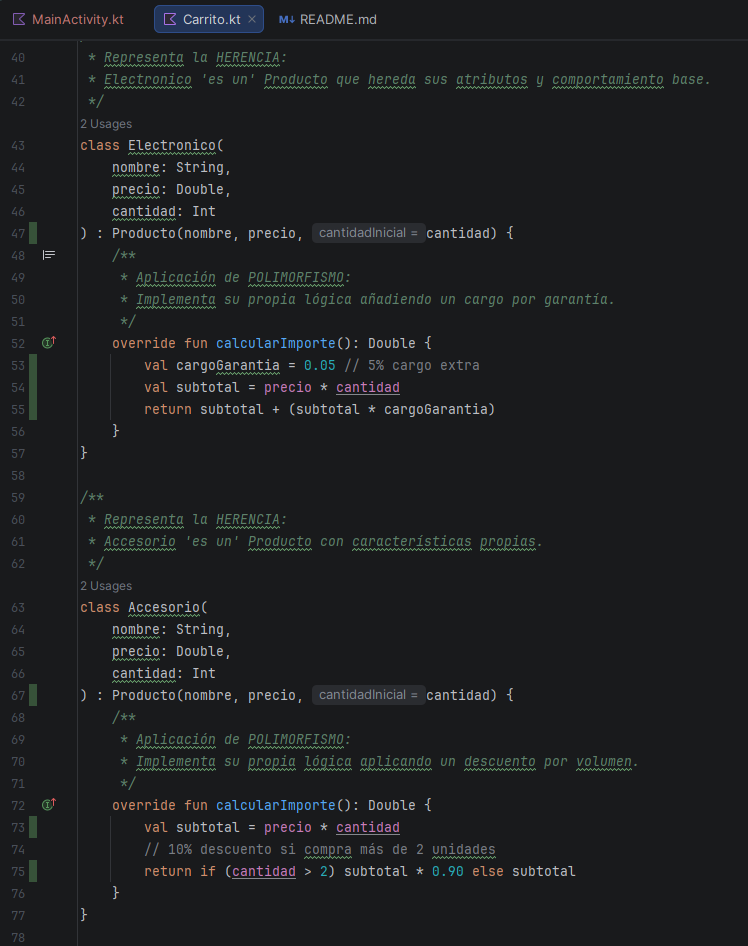 MainActivity.kt Carrito.kt × M↓ README.md
40 * Representa la HERENCIA:
41 * Electronico 'es un' Producto que hereda sus atributos y comportamiento base.
42 */
2 Usages
43 class Electronico(
44 nombre: String,
45 precio: Double,
46 cantidad: Int
47 ) : Producto(nombre, precio, cantidadInicial = cantidad) {
48 /**
49 * Aplicación de POLIMORFISMO:
50 * Implementa su propia lógica añadiendo un cargo por garantía.
51 */
52 override fun calcularImporte(): Double {
53 val cargoGarantia = 0.05 // 5% cargo extra
54 val subtotal = precio * cantidad
55 return subtotal + (subtotal * cargoGarantia)
56 }
57 }
58
59 /**
60 * Representa la HERENCIA:
61 * Accesorio 'es un' Producto con características propias.
62 */
2 Usages
63 class Accesorio(
64 nombre: String,
65 precio: Double,
66 cantidad: Int
67 ) : Producto(nombre, precio, cantidadInicial = cantidad) {
68 /**
69 * Aplicación de POLIMORFISMO:
70 * Implementa su propia lógica aplicando un descuento por volumen.
71 */
72 override fun calcularImporte(): Double {
73 val subtotal = precio * cantidad
74 // 10% descuento si compra más de 2 unidades
75 return if (cantidad > 2) subtotal * 0.90 else subtotal
76 }
77 }
78